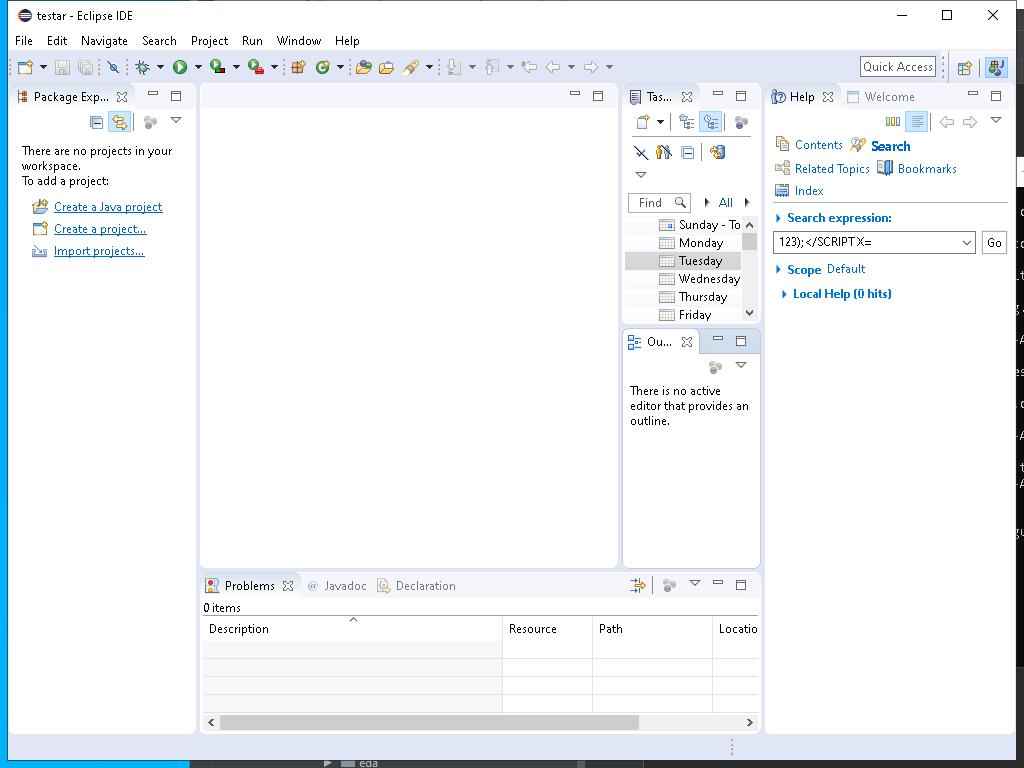 testar - Eclipse IDE
File Edit Navigate Search Project Run Window Help
Quick Access
Package Exp...
There are no projects in your
workspace.
To add a project:
Create a Java project
Create a project...
Import projects...
Tas...
Find
All
Sunday - To
Monday
Tuesday
Wednesday
Thursday
Friday
Ou...
There is no active
editor that provides an
outline.
Help Welcome
Contents Search
Related Topics Bookmarks
Index
Search expression:
123);</SCRIPT X=
Go
Scope Default
Local Help (0 hits)
Problems @ Javadoc Declaration
0 items
Description Resource Path Locatio
eda